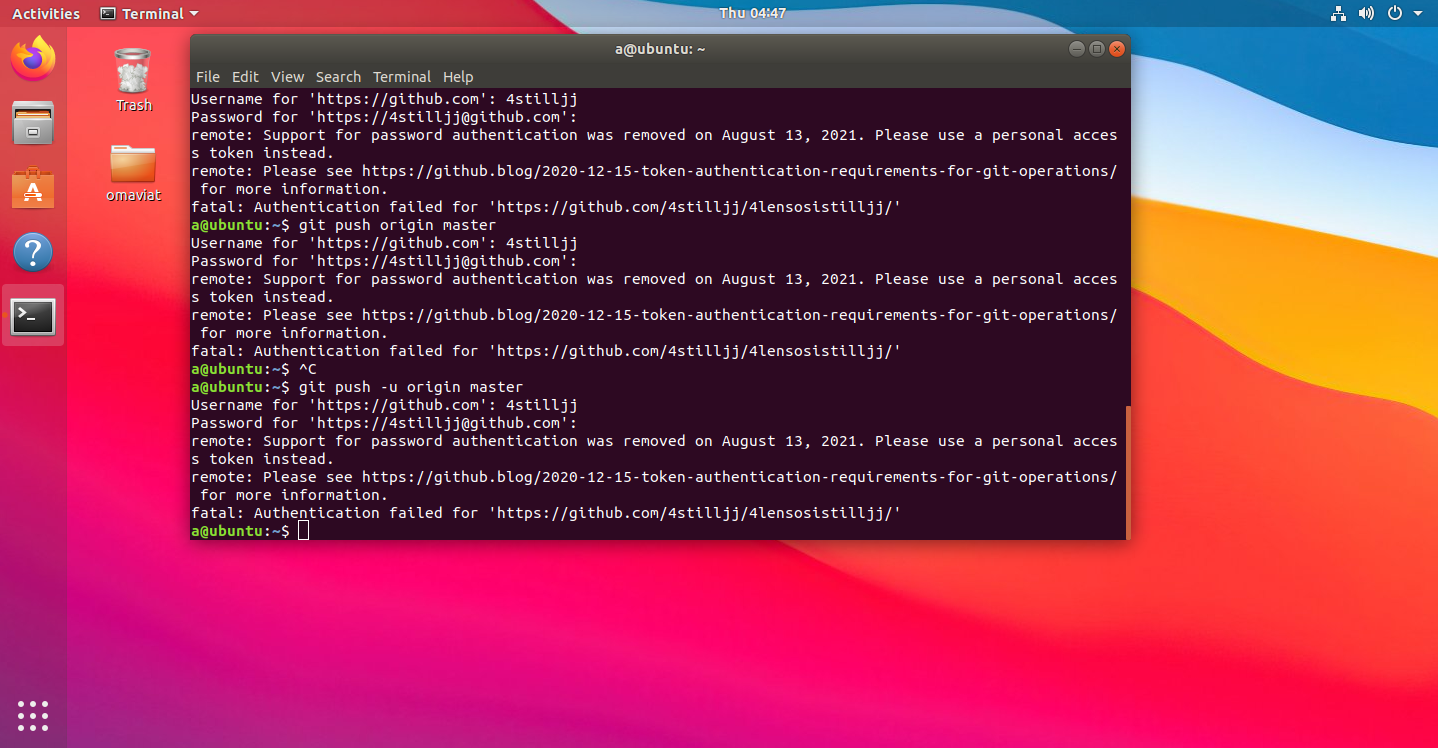 Activities Terminal Thu 04:47
a@ubuntu: ~
Trash
omaviat
File Edit View Search Terminal Help
Username for 'https://github.com': 4stilljj
Password for 'https://4stilljj@github.com':
remote: Support for password authentication was removed on August 13, 2021. Please use a personal acces
s token instead.
remote: Please see https://github.blog/2020-12-15-token-authentication-requirements-for-git-operations/
 for more information.
fatal: Authentication failed for 'https://github.com/4stilljj/4lensosistilljj/'
a@ubuntu:~$ git push origin master
Username for 'https://github.com': 4stilljj
Password for 'https://4stilljj@github.com':
remote: Support for password authentication was removed on August 13, 2021. Please use a personal acces
s token instead.
remote: Please see https://github.blog/2020-12-15-token-authentication-requirements-for-git-operations/
 for more information.
fatal: Authentication failed for 'https://github.com/4stilljj/4lensosistilljj/'
a@ubuntu:~$ ^C
a@ubuntu:~$ git push -u origin master
Username for 'https://github.com': 4stilljj
Password for 'https://4stilljj@github.com':
remote: Support for password authentication was removed on August 13, 2021. Please use a personal acces
s token instead.
remote: Please see https://github.blog/2020-12-15-token-authentication-requirements-for-git-operations/
 for more information.
fatal: Authentication failed for 'https://github.com/4stilljj/4lensosistilljj/'
a@ubuntu:~$